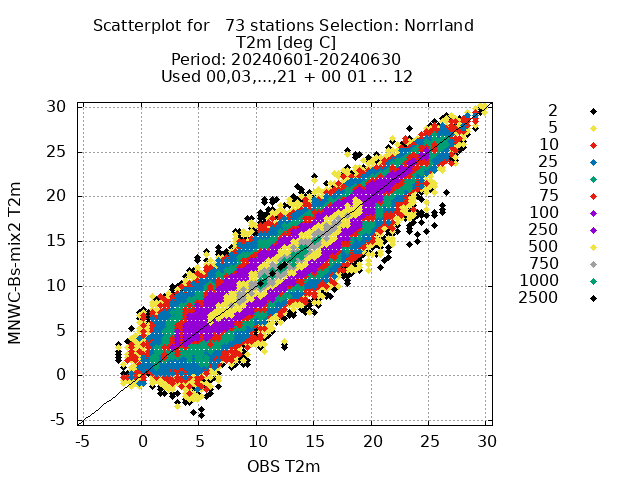 Scatterplot for   73 stations Selection: Norrland
T2m [deg C]
Period: 20240601-20240630
Used 00,03,...,21 + 00 01 ... 12
MNWC-Bs-mix2 T2m
30
25
20
15
10
5
0
-5
-5 0 5 10 15 20 25 30
OBS T2m
2
5
10
25
50
75
100
250
500
750
1000
2500